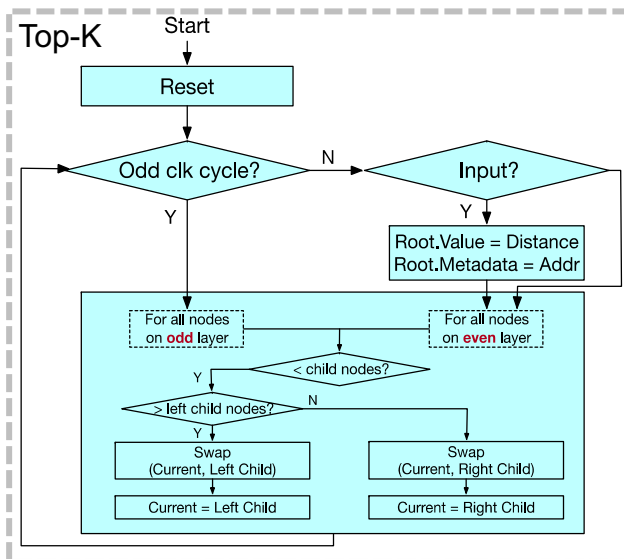 Top-K
Start
Reset
Odd clk cycle?
N
Input?
Y
Y
Root.Value = Distance
Root.Metadata = Addr
For all nodes
on odd layer
For all nodes
on even layer
< child nodes?
Y
> left child nodes?
N
Y
Swap
(Current, Left Child)
Swap
(Current, Right Child)
Current = Left Child
Current = Right Child